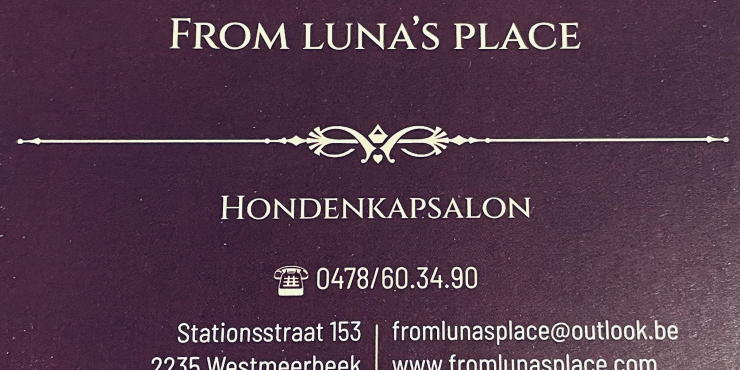 From Luna's Place
Hondenkapsalon
0478/60.34.90
Stationsstraat 153 | fromlunasplace@outlook.be
2235 Westmeerbeek | www.fromlunasplace.com